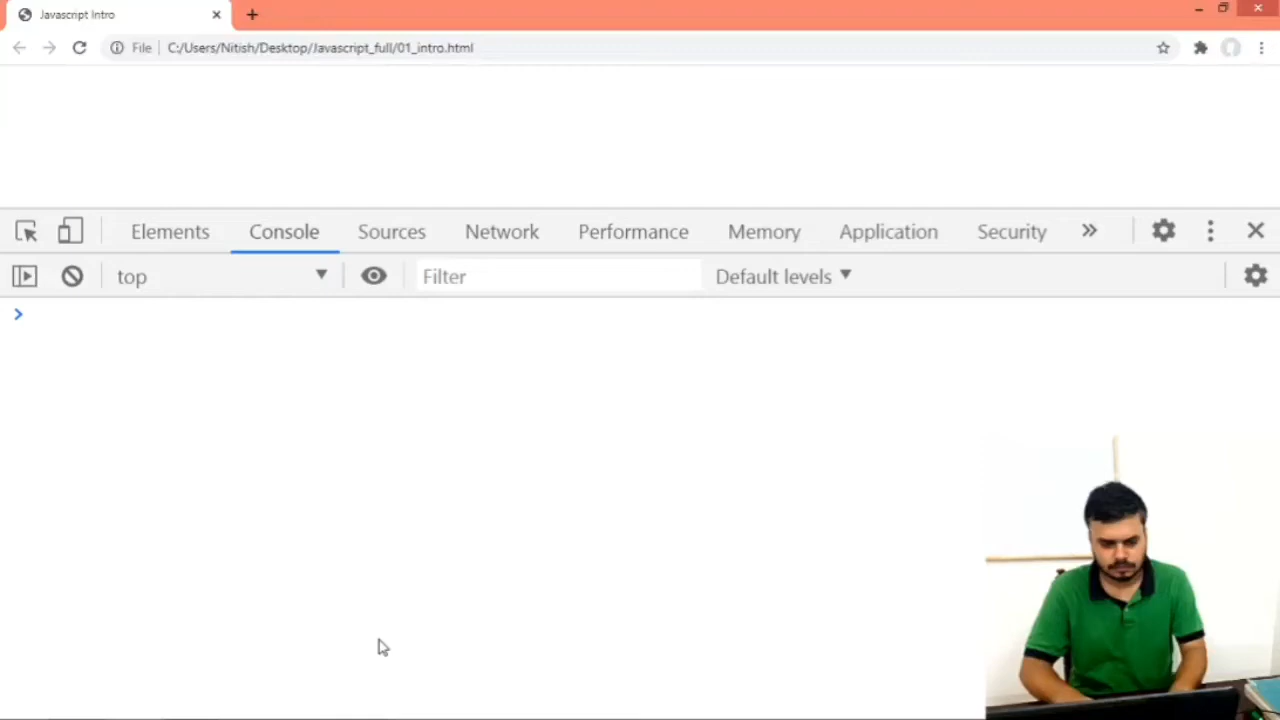 Javascript Intro
File C:/Users/Nitish/Desktop/Javascript_full/01_intro.html
Elements Console Sources Network Performance Memory Application Security
top Filter Default levels